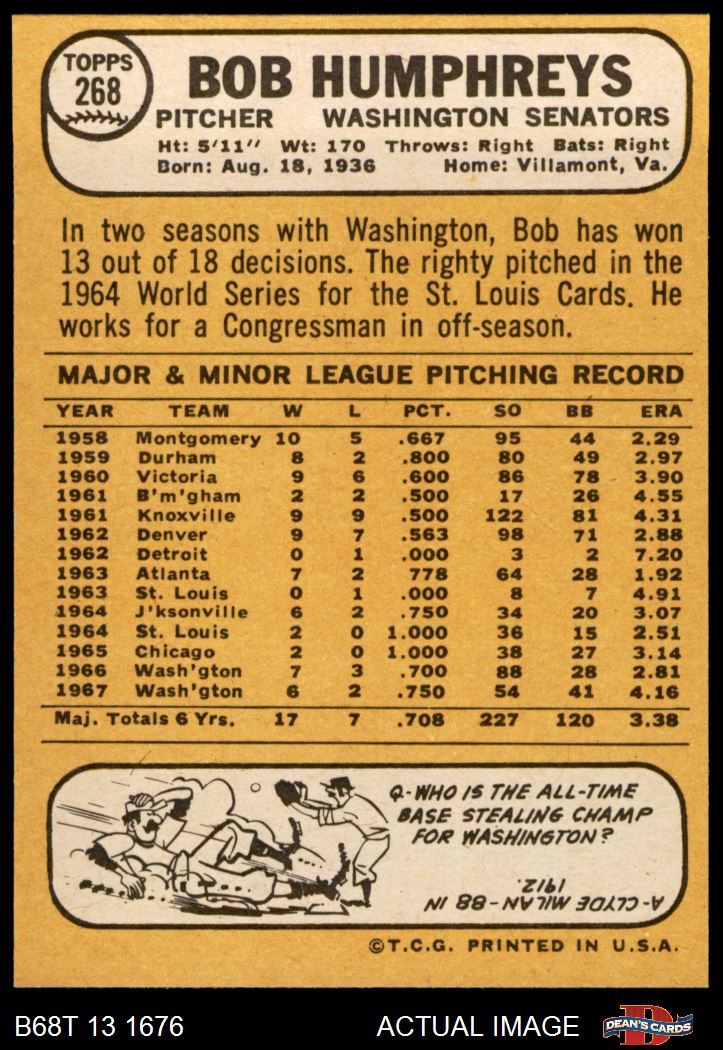 TOPPS
268
BOB HUMPHREYS
PITCHER WASHINGTON SENATORS
Ht: 5'11" Wt: 170 Throws: Right Bats: Right
Born: Aug. 18, 1936 Home: Villamont, Va.
In two seasons with Washington, Bob has won
13 out of 18 decisions. The righty pitched in the
1964 World Series for the St. Louis Cards. He
works for a Congressman in off-season.
MAJOR & MINOR LEAGUE PITCHING RECORD
YEAR TEAM W L PCT. SO BB ERA
1958 Montgomery 10 5 .667 95 44 2.29
1959 Durham 8 2 .800 80 49 2.97
1960 Victoria 9 6 .600 86 78 3.90
1961 B'm'gham 2 2 .500 17 26 4.55
1961 Knoxville 9 9 .500 122 81 4.31
1962 Denver 9 7 .563 98 71 2.88
1962 Detroit 0 1 .000 3 2 7.20
1963 Atlanta 7 2 778 64 28 1.92
1963 St. Louis 0 1 .000 8 7 4.91
1964 J'ksonville 6 2 .750 34 20 3.07
1964 St. Louis 2 0 1.000 36 15 2.51
1965 Chicago 2 0 1.000 38 27 3.14
1966 Wash'gton 7 3 .700 88 28 2.81
1967 Wash'gton 6 2 .750 54 41 4.16
Maj. Totals 6 Yrs. 17 7 .708 227 120 3.38
Q-WHO IS THE ALL-TIME
BASE STEALING CHAMP
FOR WASHINGTON?
A-CLYDE MILAN-88 IN
1912.
©T.C.G. PRINTED IN U.S.A.
B68T 13 1676
ACTUAL IMAGE
D
DEAN'S CARDS